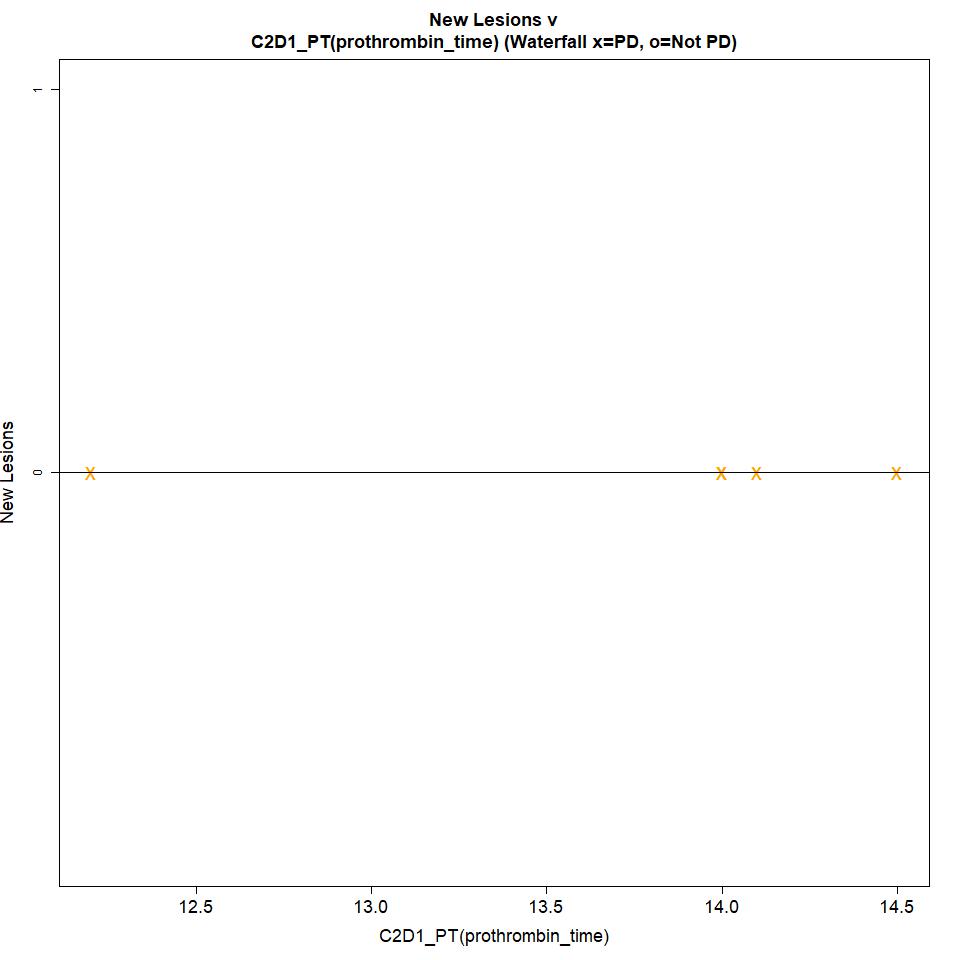 New Lesions v
C2D1_PT(prothrombin_time) (Waterfall x=PD, o=Not PD)
1
0
New Lesions
x
x
x
x
12.5
13.0
13.5
14.0
14.5
C2D1_PT(prothrombin_time)